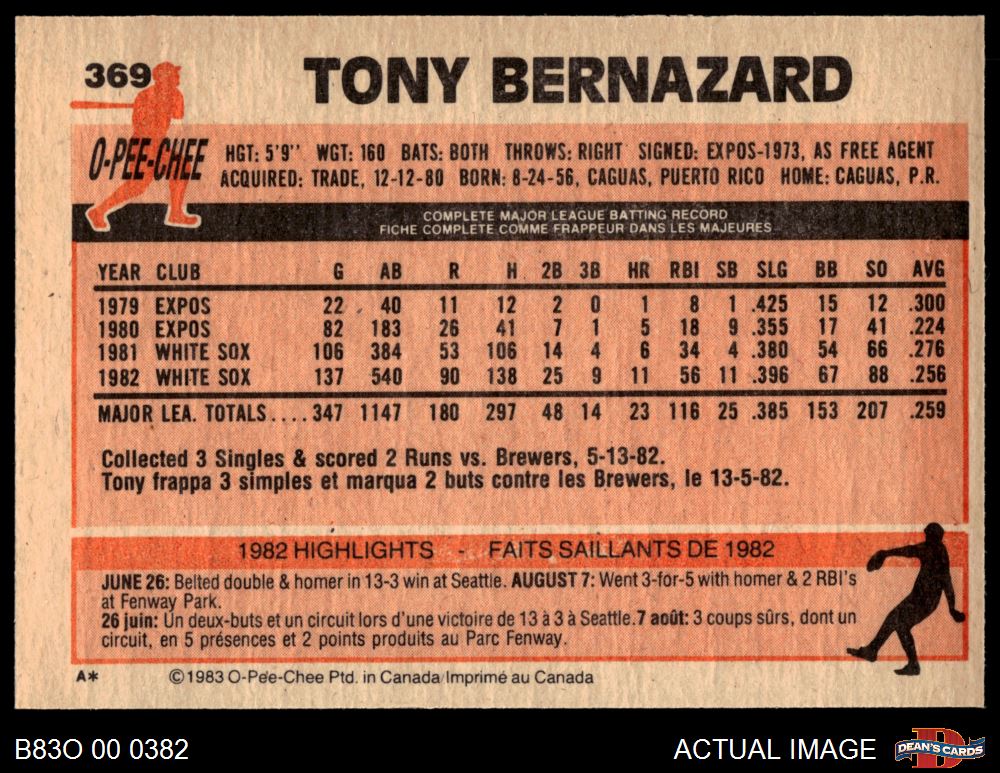 369 TONY BERNAZARD
O-PEE-CHEE
HGT: 5'9" WGT: 160 BATS: BOTH THROWS: RIGHT SIGNED: EXPOS-1973, AS FREE AGENT
ACQUIRED: TRADE, 12-12-80 BORN: 8-24-56, CAGUAS, PUERTO RICO HOME: CAGUAS, P.R.
COMPLETE MAJOR LEAGUE BATTING RECORD
FICHE COMPLETE COMME FRAPPEUR DANS LES MAJEURES
YEAR CLUB G AB R H 2B 3B HR RBI SB SLG BB SO AVG
1979 EXPOS 22 40 11 12 2 0 1 8 1 .425 15 12 .300
1980 EXPOS 82 183 26 41 7 1 5 18 9 .355 17 41 .224
1981 WHITE SOX 106 384 53 106 14 4 6 34 4 .380 54 66 .276
1982 WHITE SOX 137 540 90 138 25 9 11 56 11 .396 67 88 .256
MAJOR LEA. TOTALS....347 1147 180 297 48 14 23 116 25 .385 153 207 .259
Collected 3 Singles & scored 2 Runs vs. Brewers, 5-13-82.
Tony frappa 3 simples et marqua 2 buts contre les Brewers, le 13-5-82.
1982 HIGHLIGHTS - FAITS SAILLANTS DE 1982
JUNE 26: Belted double & homer in 13-3 win at Seattle. AUGUST 7: Went 3-for-5 with homer & 2 RBI's
at Fenway Park.
26 juin: Un deux-buts et un circuit lors d'une victoire de 13 à 3 à Seattle. 7 août: 3 coups sûrs, dont un
circuit, en 5 présences et 2 points produits au Parc Fenway.
A* ©1983 O-Pee-Chee Ptd. in Canada/Imprimé au Canada
B83O 00 0382 ACTUAL IMAGE D DEAN'S CARDS